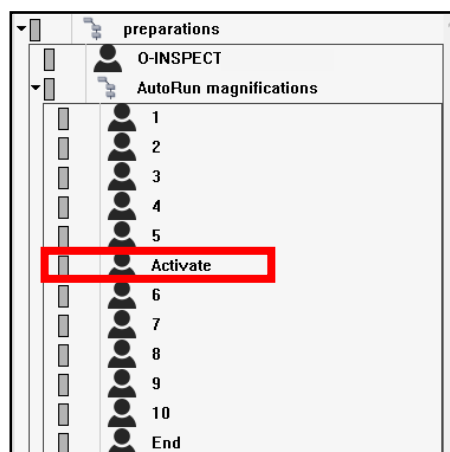 preparations
O-INSPECT
AutoRun magnifications
1
2
3
4
5
Activate
6
7
8
9
10
End